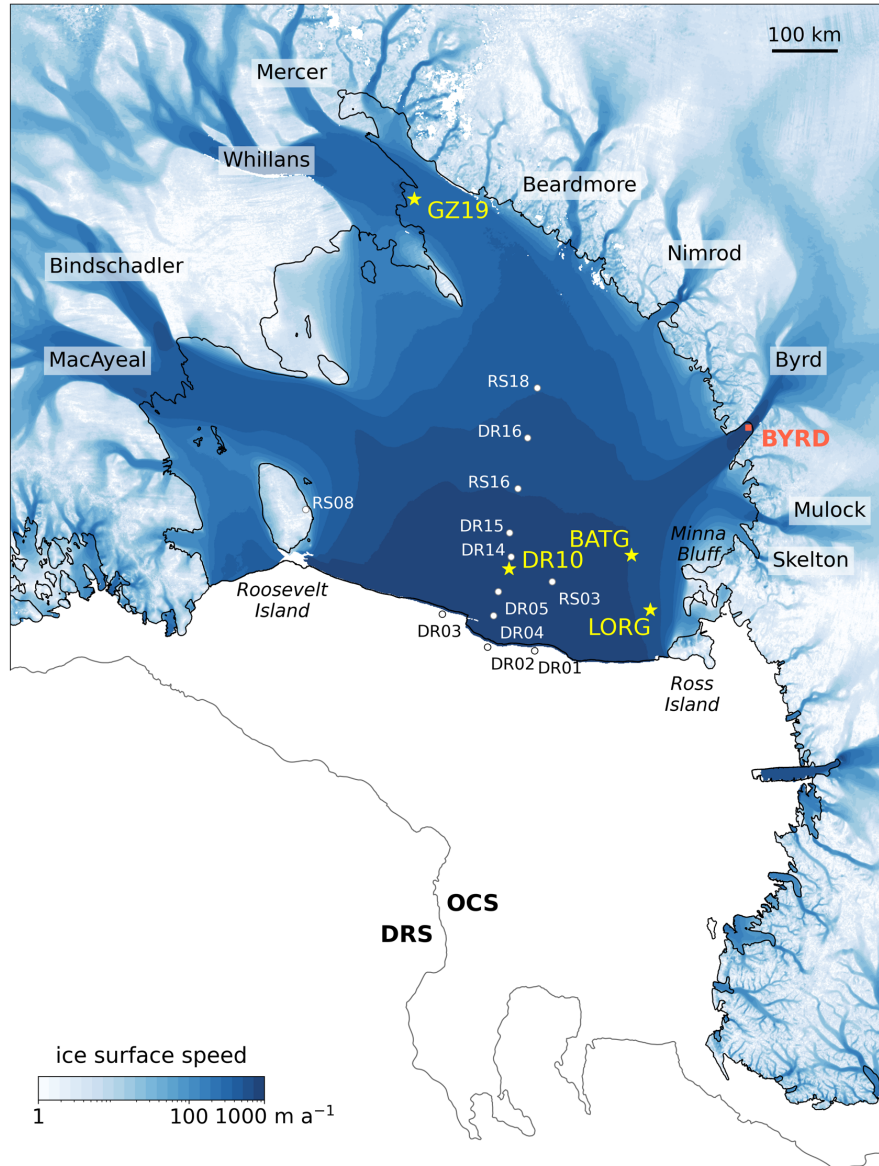 100 km
Mercer
Whillans
Beardmore
GZ19
Nimrod
Bindschadler
MacAyeal
Byrd
RS18
DR16
BYRD
RS16
RS08
Mulock
DR15
BATG
Minna
Bluff
DR14
DR10
Skelton
Roosevelt
Island
DR05
RS03
LORG
DR03
DR04
DR02
DR01
Ross
Island
OCS
DRS
ice surface speed
1 100 1000 m a⁻¹